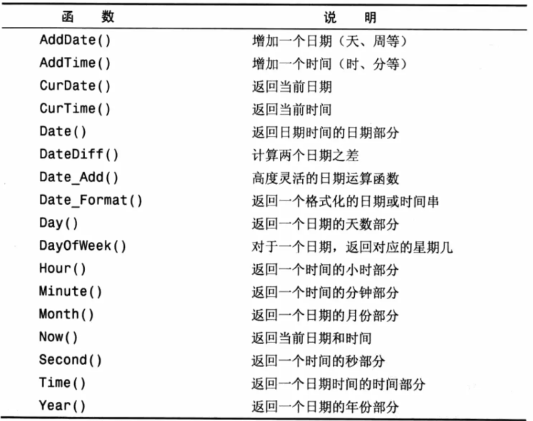 函 数 说 明
AddDate() 增加一个日期（天、周等）
AddTime() 增加一个时间（时、分等）
CurDate() 返回当前日期
CurTime() 返回当前时间
Date() 返回日期时间的日期部分
DateDiff() 计算两个日期之差
Date_Add() 高度灵活的日期运算函数
Date_Format() 返回一个格式化的日期或时间串
Day() 返回一个日期的天数部分
DayOfWeek() 对于一个日期，返回对应的星期几
Hour() 返回一个时间的小时部分
Minute() 返回一个时间的分钟部分
Month() 返回一个日期的月份部分
Now() 返回当前日期和时间
Second() 返回一个时间的秒部分
Time() 返回一个日期时间的时间部分
Year() 返回一个日期的年份部分